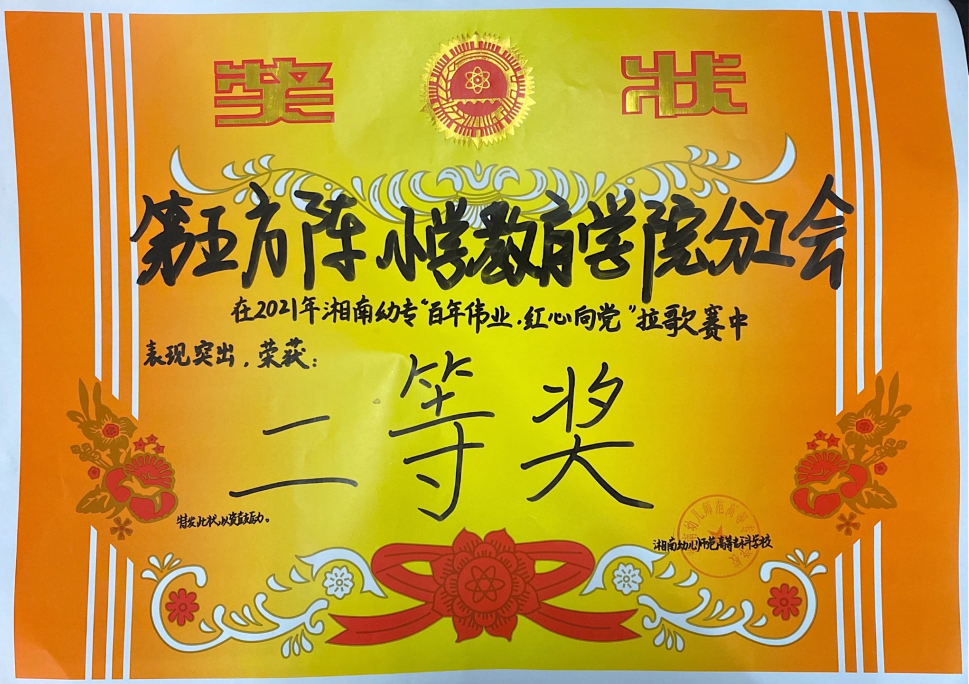 奖 状
第五方阵 小学教育学院分工会
在2021年湘南幼专“百年伟业.红心向党”拉歌赛中
表现突出,荣获:
二等奖
特发此状,以资鼓励。
湘南幼儿师范高等专科学校